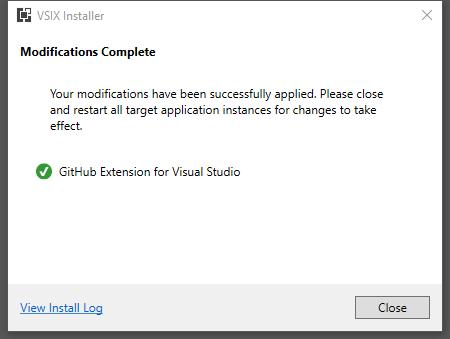 VSIX Installer
Modifications Complete
Your modifications have been successfully applied. Please close
and restart all target application instances for changes to take
effect.
GitHub Extension for Visual Studio
View Install Log
Close